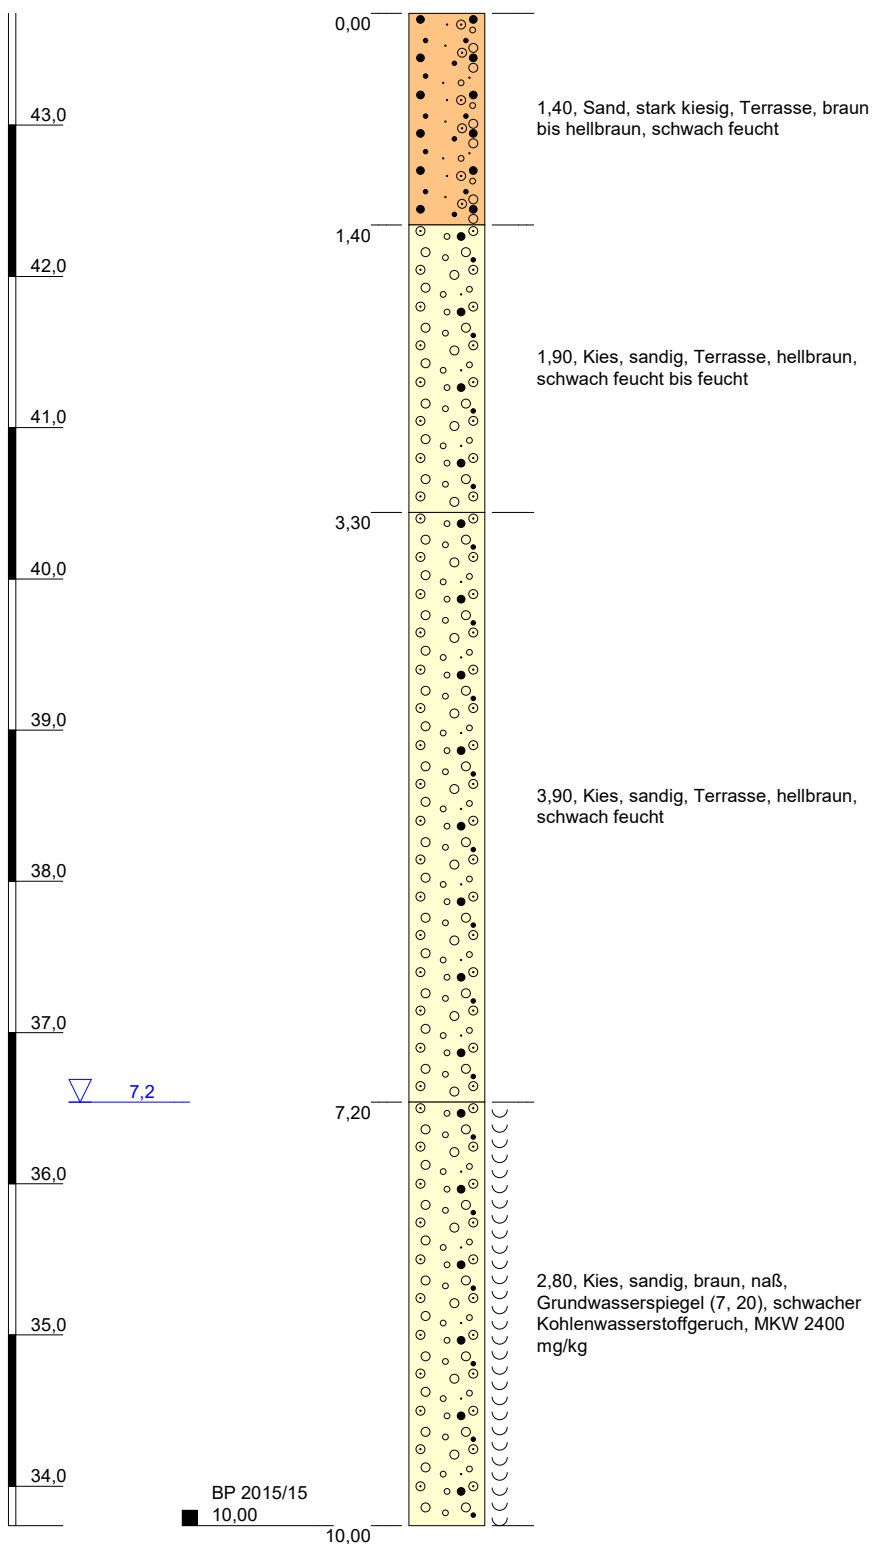 0,00
43,0
1,40, Sand, stark kiesig, Terrasse, braun
bis hellbraun, schwach feucht
1,40
42,0
1,90, Kies, sandig, Terrasse, hellbraun,
schwach feucht bis feucht
41,0
3,30
40,0
39,0
3,90, Kies, sandig, Terrasse, hellbraun,
schwach feucht
38,0
37,0
7,2
7,20
36,0
2,80, Kies, sandig, braun, naß,
Grundwasserspiegel (7, 20), schwacher
Kohlenwasserstoffgeruch, MKW 2400
mg/kg
35,0
34,0
BP 2015/15
10,00
10,00